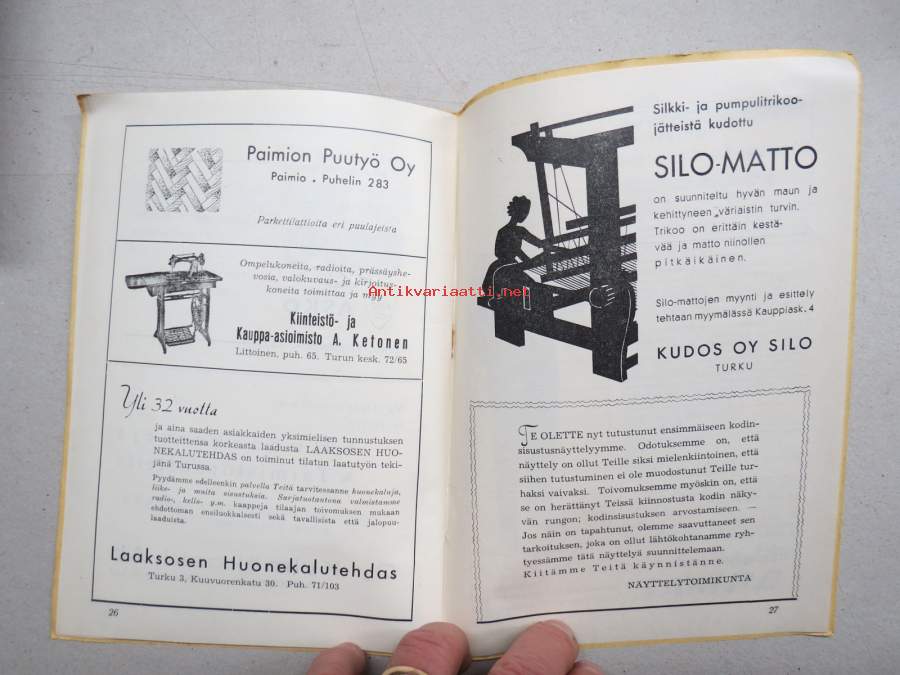 Paimion Puutyö Oy
Paimio . Puhelin 283
Parkettilattioita eri puulajeista
Ompelukoneita, radioita, prässäyshe-
vosia, valokuvaus- ja kirjoitus-
koneita toimittaa ja myy
Kiinteistö- ja
Kauppa-asioimisto A. Ketonen
Littoinen, puh. 65. Turun kesk. 72/65
Yli 32 vuotta
ja aina saaden asiakkaiden yksimielisen tunnustuksen
tuotteittensa korkeasta laadusta LAAKSOSEN HUO-
NEKALUTEHDAS on toiminut tilatun laatutyön teki-
jänä Turussa.
Pyydämme edelleenkin palvella Teitä tarvitessanne huonekaluja,
liike- ja muita sisustuksia. Sarjatuotantona valmistamme
radio-, kello- y.m. kaappeja tilaajan toivomuksen mukaan
ehdottoman ensiluokkaisesti sekä tavallisista että jalopuu-
laaduista.
Laaksosen Huonekalutehdas
Turku 3, Kuuvuorenkatu 30. Puh. 71/103
26
Silkki- ja pumpulitrikoo-
jätteistä kudottu
SILO-MATTO
on suunniteltu hyvän maun ja
kehittyneen „väriaistin turvin.
Trikoo on erittäin kestä-
vää ja matto niinollen
pitkäikäinen.
Silo-mattojen myynti ja esittely
tehtaan myymälässä Kauppiask. 4
KUDOS OY SILO
TURKU
TE OLETTE nyt tutustunut ensimmäiseen kodin-
sisustusnäyttelyymme. Odotuksemme on, että
näyttely on ollut Teille siksi mielenkiintoinen, että
siihen tutustuminen ei ole muodostunut Teille tur-
haksi vaivaksi. Toivomuksemme myöskin on, että
se on herättänyt Teissä kiinnostusta kodin näky-
vän rungon; kodinsisustuksen arvostamiseen. —
Jos näin on tapahtunut, olemme saavuttaneet sen
tarkoituksen, joka on ollut lähtökohtanamme ryh-
tyessämme tätä näyttelyä suunnittelemaan.
Kiitämme Teitä käynnistänne.
NÄYTTELYTOIMIKUNTA
27
Antikvariaatti.net